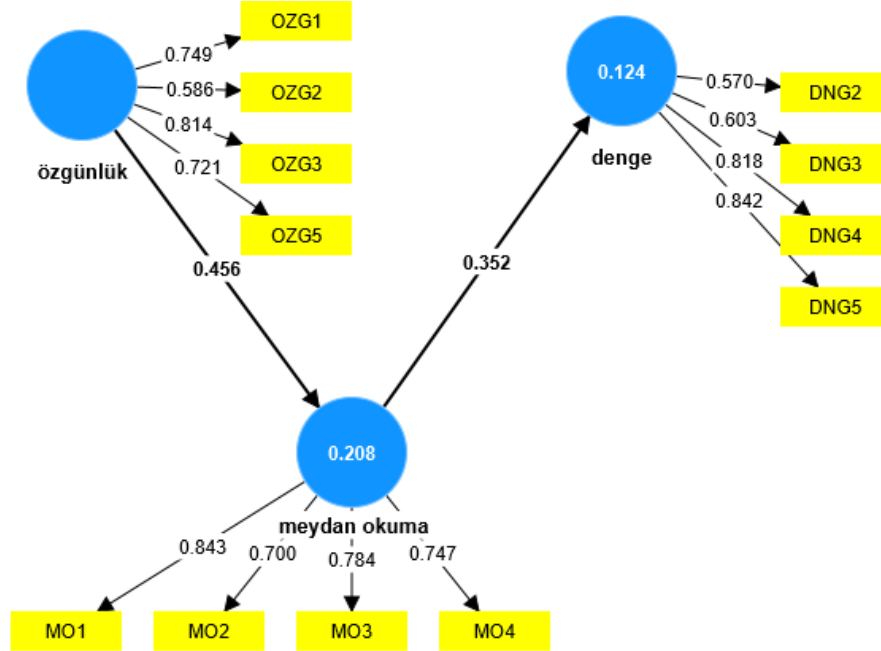 OZG1
0.749
0.586
OZG2
0.814
OZG3
0.721
OZG5
özgünlük
0.456
0.124
denge
0.570
DNG2
0.603
DNG3
0.818
DNG4
0.842
DNG5
0.352
0.208
meydan okuma
0.843
0.700
0.784
0.747
MO1
MO2
MO3
MO4